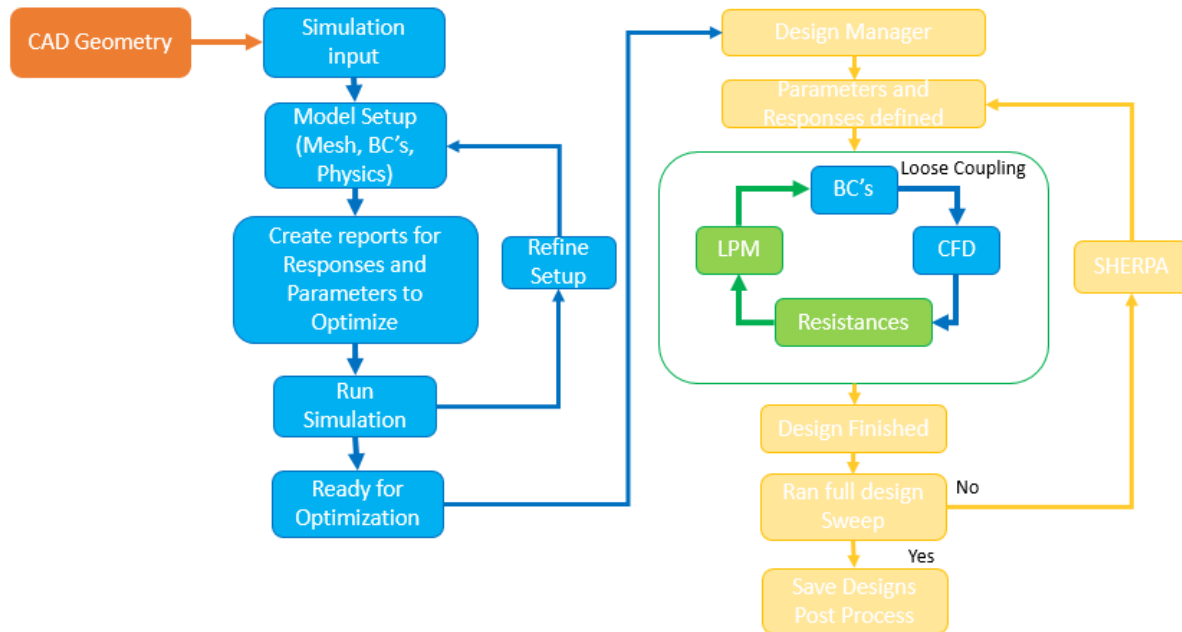 CAD Geometry
Simulation
input
Model Setup
(Mesh, BC's,
Physics)
Create reports for
Responses and
Parameters to
Optimize
Refine
Setup
Run
Simulation
Ready for
Optimization
Design Manager
Parameters and
Responses defined
Loose Coupling
BC's
LPM
CFD
Resistances
SHERPA
Design Finished
Ran full design
Sweep
No
Yes
Save Designs
Post Process